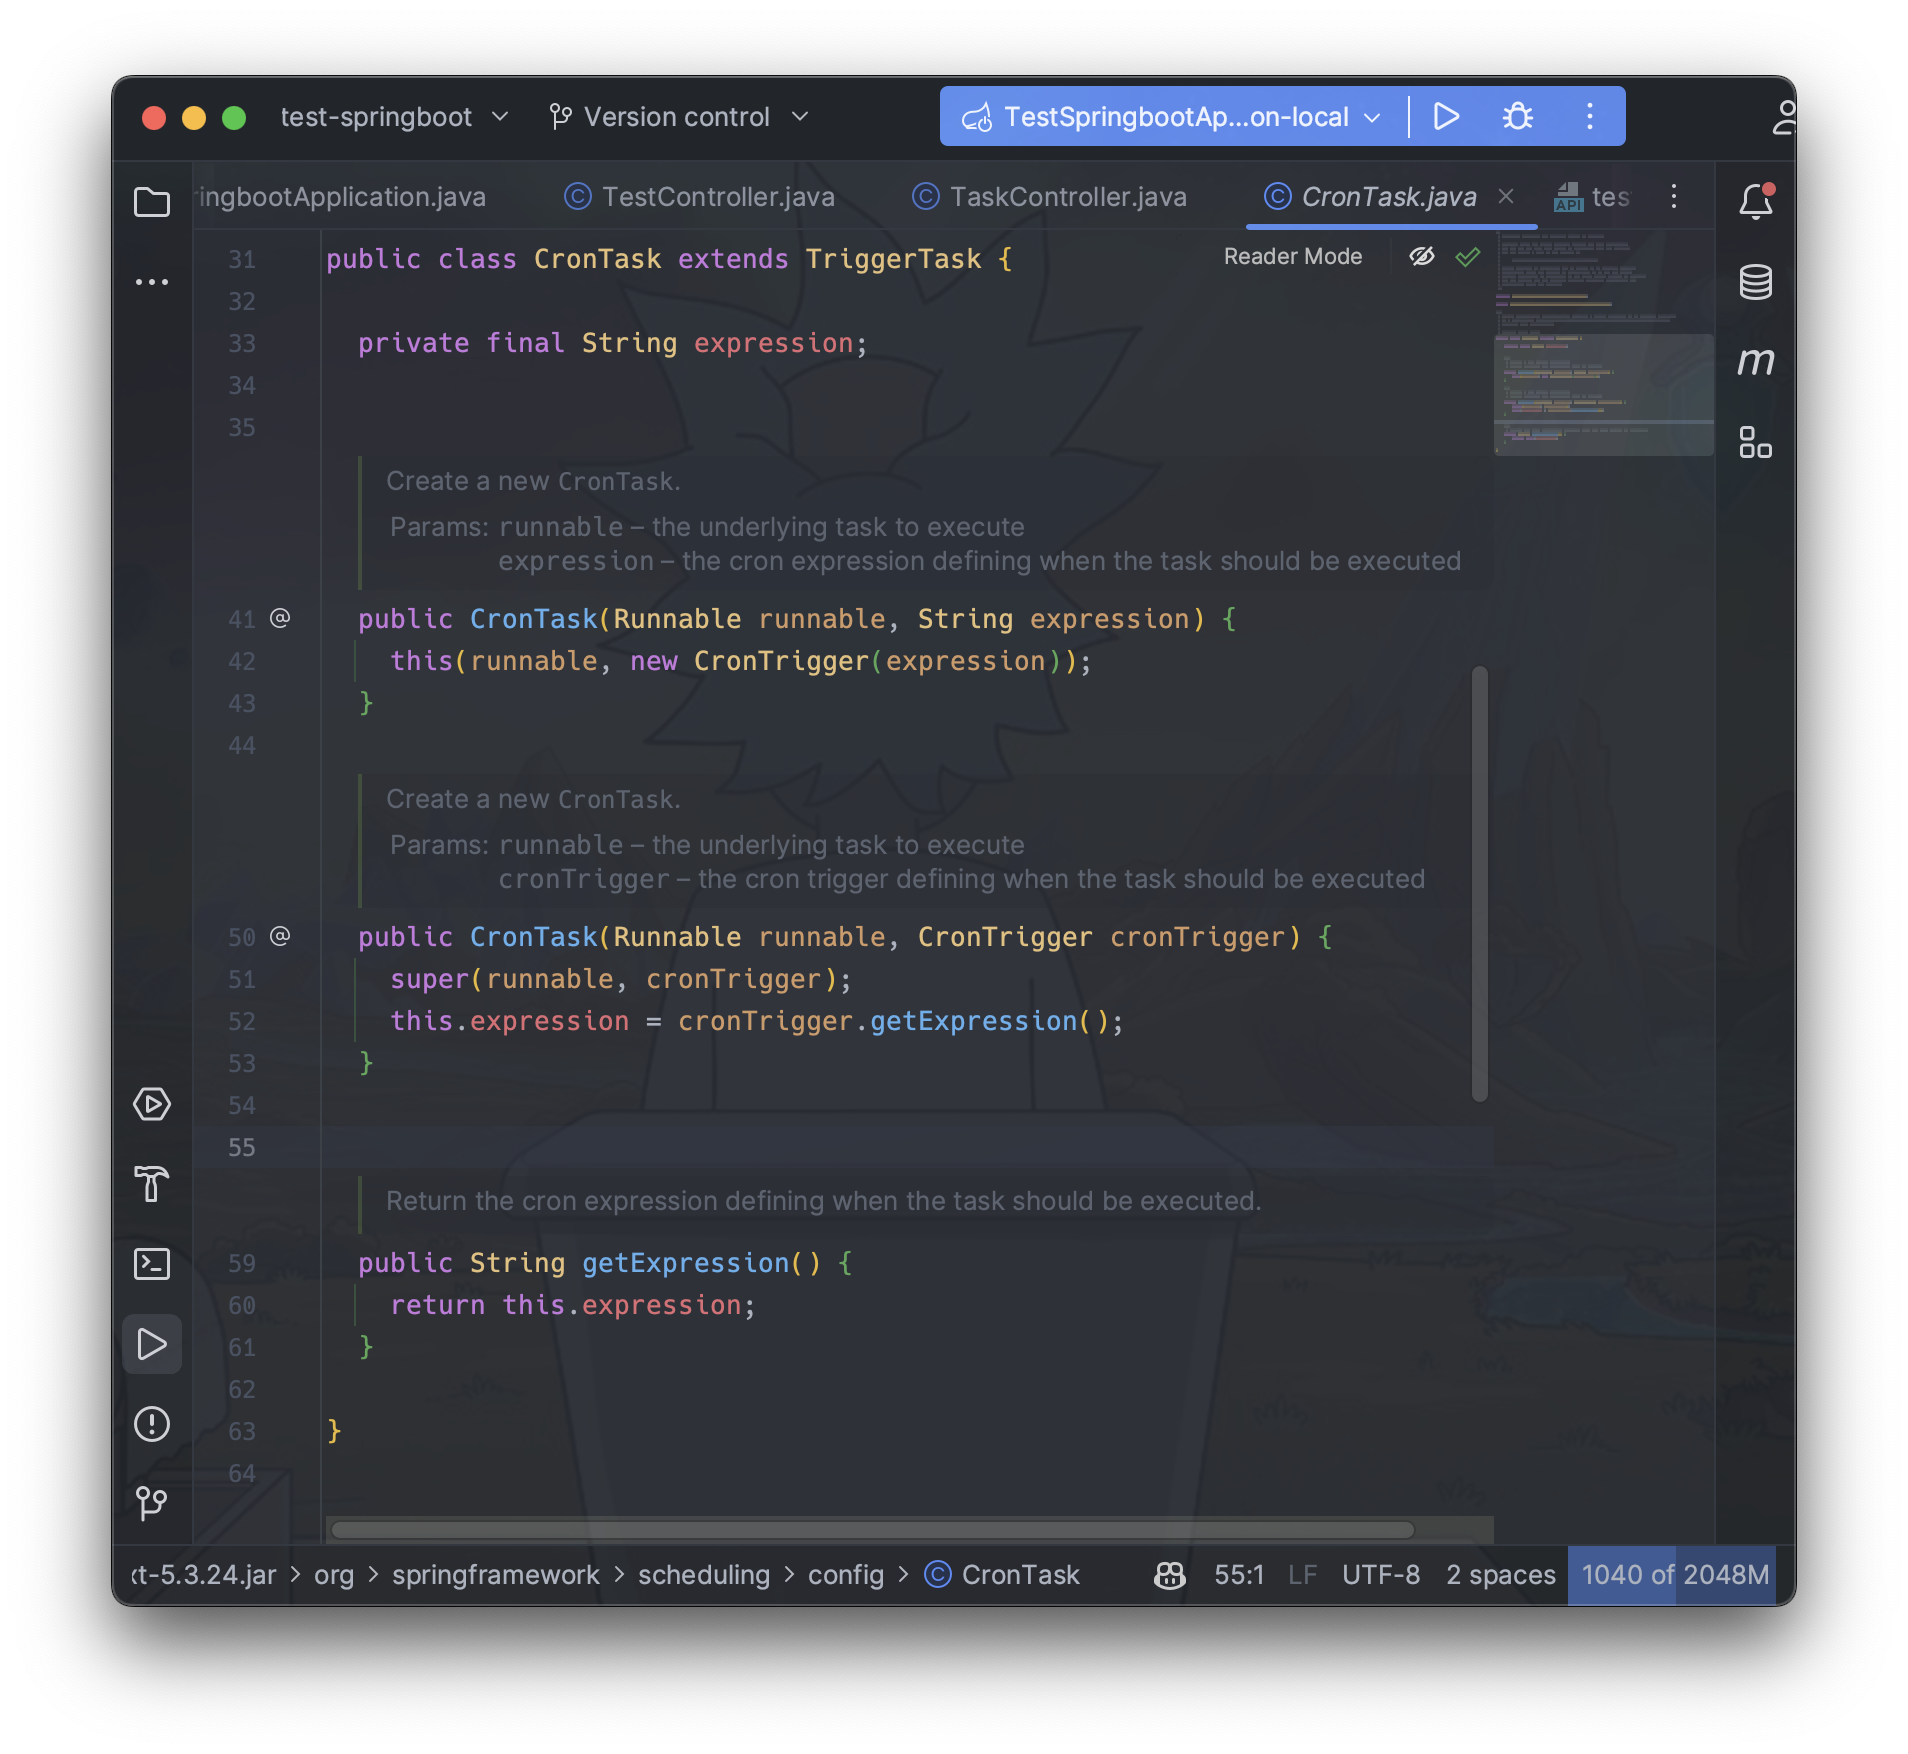 test-springboot
Version control
TestSpringbootAp...on-local
ringbootApplication.java
TestController.java
TaskController.java
CronTask.java
API
tes
Reader Mode
31 public class CronTask extends TriggerTask {
32
33 private final String expression;
34
35
Create a new CronTask.
Params: runnable – the underlying task to execute
expression – the cron expression defining when the task should be executed
41 @ public CronTask(Runnable runnable, String expression) {
42 this(runnable, new CronTrigger(expression));
43 }
44
Create a new CronTask.
Params: runnable – the underlying task to execute
cronTrigger – the cron trigger defining when the task should be executed
50 @ public CronTask(Runnable runnable, CronTrigger cronTrigger) {
51 super(runnable, cronTrigger);
52 this.expression = cronTrigger.getExpression();
53 }
54
55
Return the cron expression defining when the task should be executed.
59 public String getExpression() {
60 return this.expression;
61 }
62
63 }
64
m
xt-5.3.24.jar > org > springframework > scheduling > config > CronTask
55:1 LF UTF-8 2 spaces 1040 of 2048M